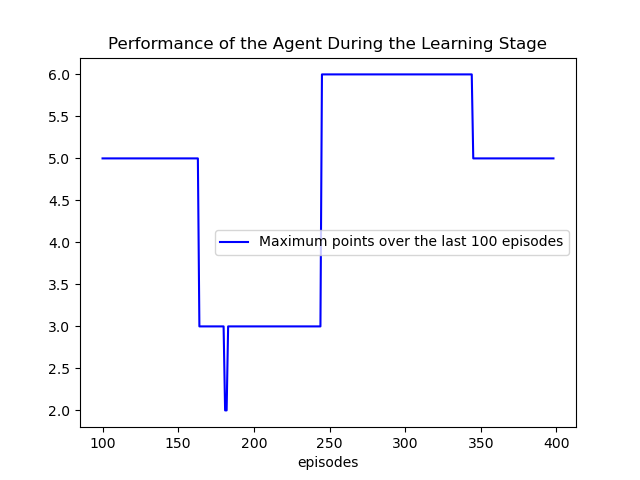 Performance of the Agent During the Learning Stage
6.0
5.5
5.0
4.5
4.0
3.5
3.0
2.5
2.0
Maximum points over the last 100 episodes
100 150 200 250 300 350 400
episodes